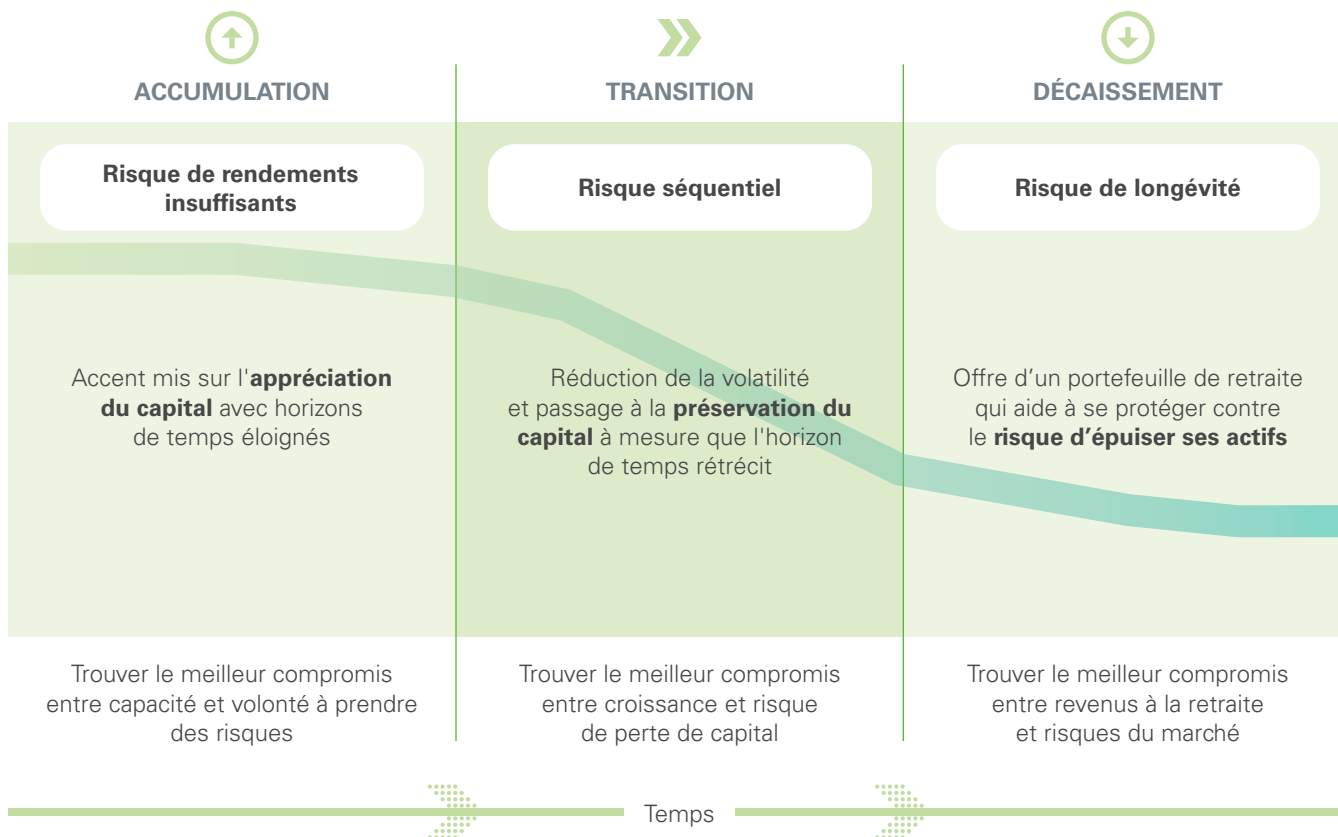 ACCUMULATION
TRANSITION
DÉCAISSEMENT
Risque de rendements
insuffisants
Risque séquentiel
Risque de longévité
Accent mis sur l'appréciation
du capital avec horizons
de temps éloignés
Réduction de la volatilité
et passage à la préservation du
capital à mesure que l'horizon
de temps rétrécit
Offre d’un portefeuille de retraite
qui aide à se protéger contre
le risque d’épuiser ses actifs
Trouver le meilleur compromis
entre capacité et volonté à prendre
des risques
Trouver le meilleur compromis
entre croissance et risque
de perte de capital
Trouver le meilleur compromis
entre revenus à la retraite
et risques du marché
Temps